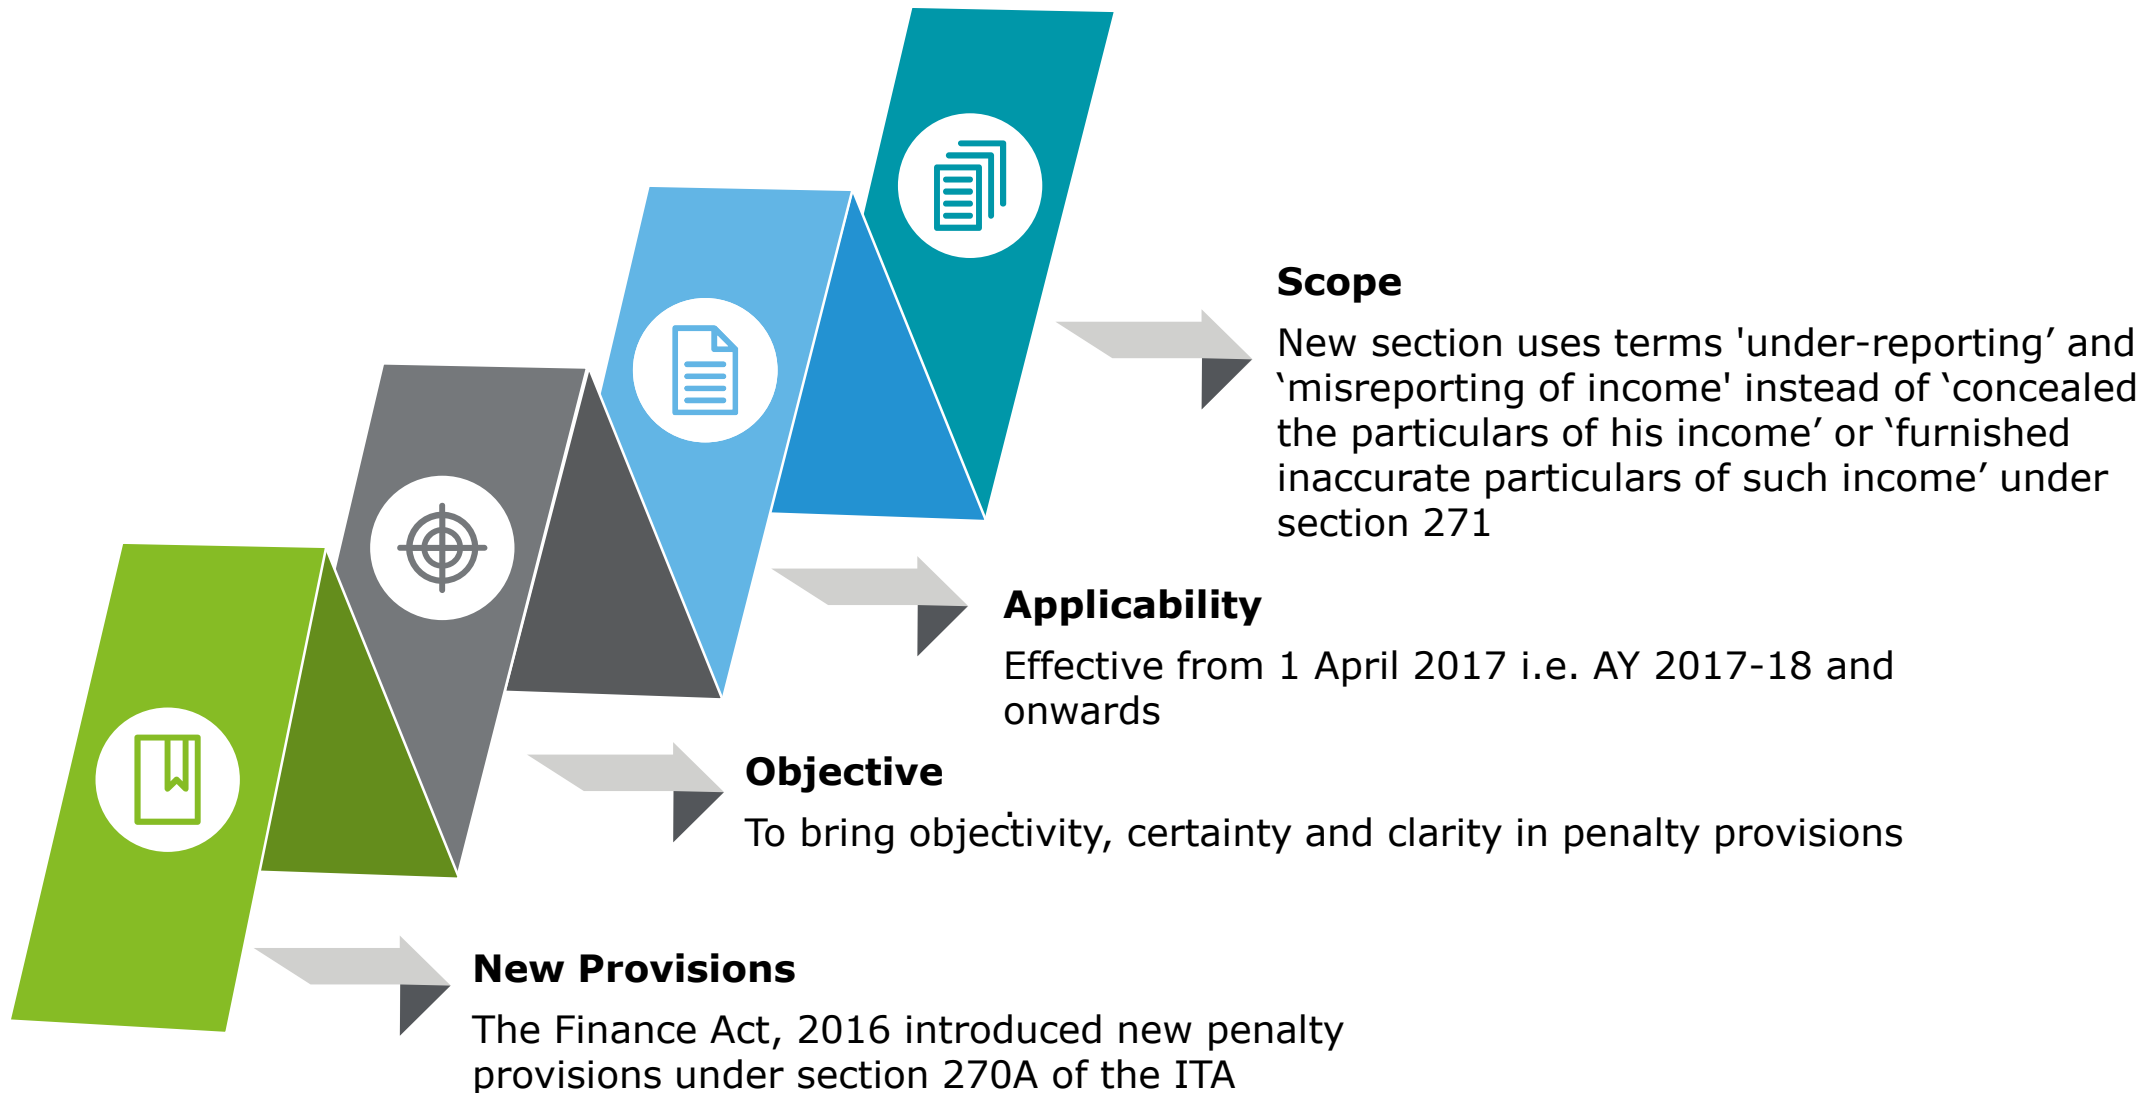 Scope
New section uses terms 'under-reporting’ and
‘misreporting of income' instead of ‘concealed
the particulars of his income’ or ‘furnished
inaccurate particulars of such income’ under
section 271
Applicability
Effective from 1 April 2017 i.e. AY 2017-18 and
onwards
Objective
.
To bring objectivity, certainty and clarity in penalty provisions
New Provisions
The Finance Act, 2016 introduced new penalty
provisions under section 270A of the ITA